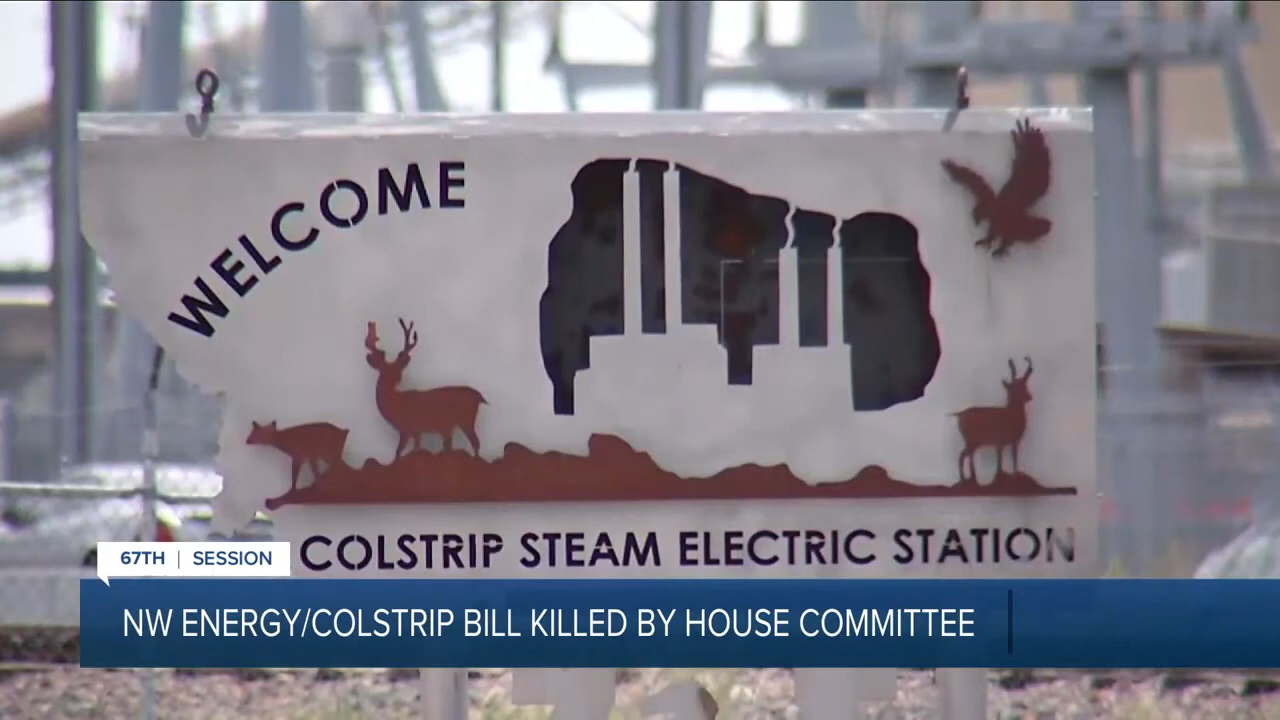 WELCOME
COLSTRIP STEAM ELECTRIC STATION
67TH | SESSION
NW ENERGY/COLSTRIP BILL KILLED BY HOUSE COMMITTEE